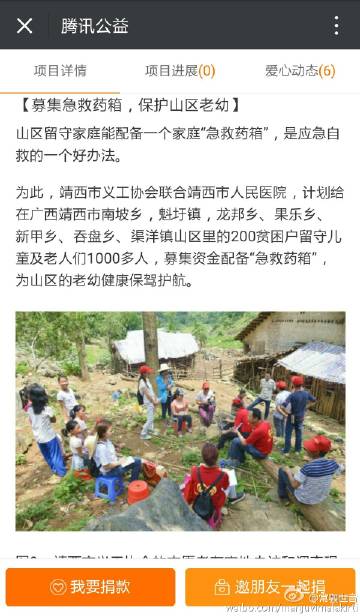 腾讯公益
项目详情
项目进展(0)
爱心动态(6)
【募集急救药箱，保护山区老幼】
山区留守家庭能配备一个家庭“急救药箱”，是应急自
救的一个好办法。
为此，靖西市义工协会联合靖西市人民医院，计划给
在广西靖西市南坡乡，魁圩镇，龙邦乡、果乐乡、
新甲乡、吞盘乡、渠洋镇山区里的200贫困户留守儿
童及老人们1000多人，募集资金配备“急救药箱”，
为山区的老幼健康保驾护航。
我要捐款
邀朋友一起捐